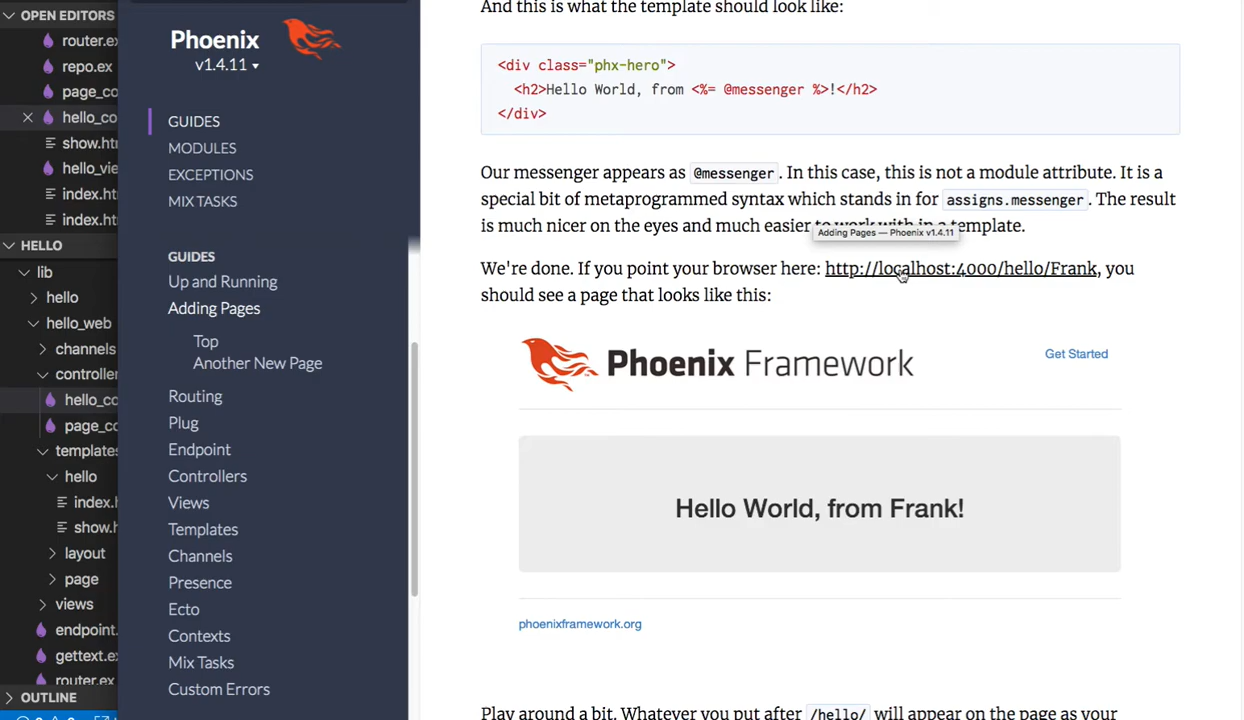 OPEN EDITORS
router.ex
repo.ex
page_co
hello_co
show.ht
hello_vie
index.ht
index.ht
HELLO
lib
hello
hello_web
channels
controller
hello_co
page_co
templates
hello
index.h
show.h
layout
page
views
endpoint.
gettext.ex
router.ex
OUTLINE
Phoenix
v1.4.11
GUIDES
MODULES
EXCEPTIONS
MIX TASKS
GUIDES
Up and Running
Adding Pages
Top
Another New Page
Routing
Plug
Endpoint
Controllers
Views
Templates
Channels
Presence
Ecto
Contexts
Mix Tasks
Custom Errors
And this is what the template should look like:
<div class="phx-hero">
<h2>Hello World, from <%= @messenger %>!</h2>
</div>
Our messenger appears as @messenger. In this case, this is not a module attribute. It is a
special bit of metaprogrammed syntax which stands in for assigns.messenger. The result
is much nicer on the eyes and much easier to work with in a template.
Adding Pages — Phoenix v1.4.11
We're done. If you point your browser here: http://localhost:4000/hello/Frank, you
should see a page that looks like this:
Phoenix Framework
Get Started
Hello World, from Frank!
phoenixframework.org
Play around a bit. Whatever you put after /hello/ will appear on the page as your